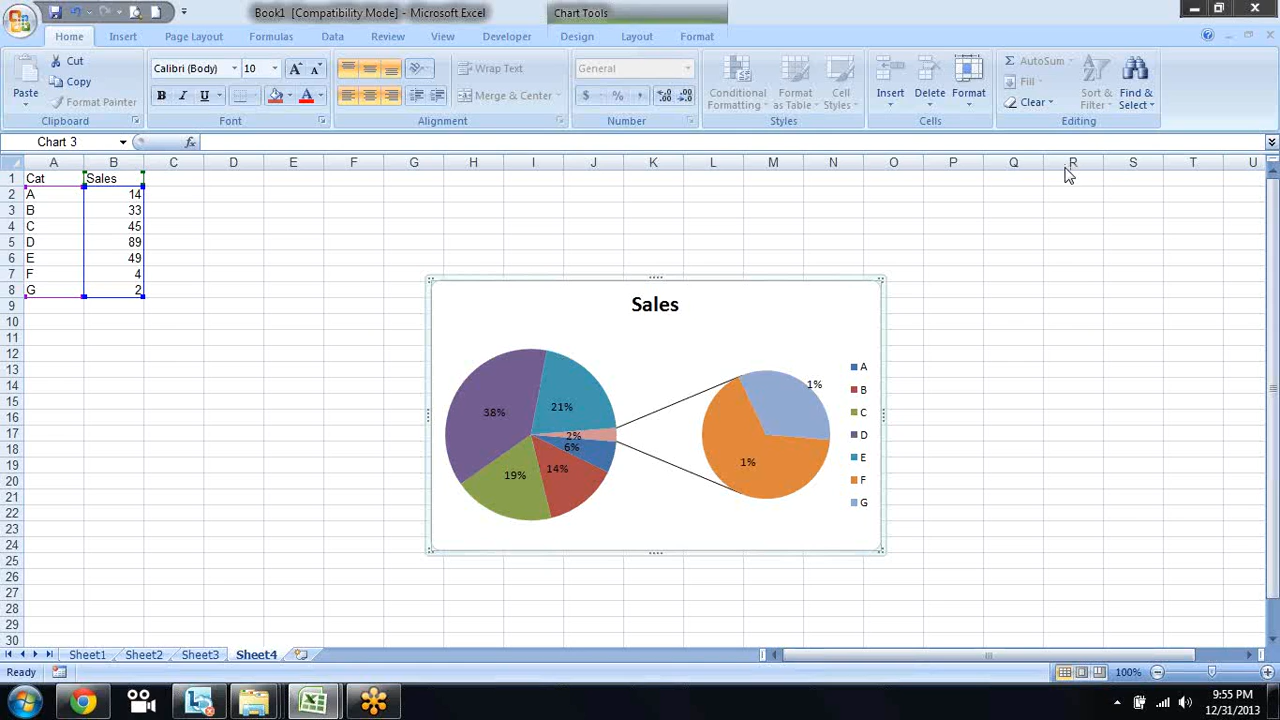 Book1 [Compatibility Mode] - Microsoft Excel
Chart Tools
Home Insert Page Layout Formulas Data Review View Developer Design Layout Format
Paste
Cut
Copy
Format Painter
Clipboard
Calibri (Body) 10
B I U
Font
Wrap Text
Merge & Center
Alignment
General
$ % ,
Number
Conditional Formatting
Format as Table
Cell Styles
Styles
Insert
Delete
Format
Cells
AutoSum
Fill
Clear
Sort & Filter
Find & Select
Editing
Chart 3
fx
A B C D E F G H I J K L M N O P Q R S T U
1 Cat Sales
2 A 14
3 B 33
4 C 45
5 D 89
6 E 49
7 F 4
8 G 2
9
10
11
12
13
14
15
16
17
18
19
20
21
22
23
24
25
26
27
28
29
30
Sales
38%
21%
2%
6%
14%
19%
1%
1%
A
B
C
D
E
F
G
Sheet1 Sheet2 Sheet3 Sheet4
Ready
100%
9:55 PM
12/31/2013